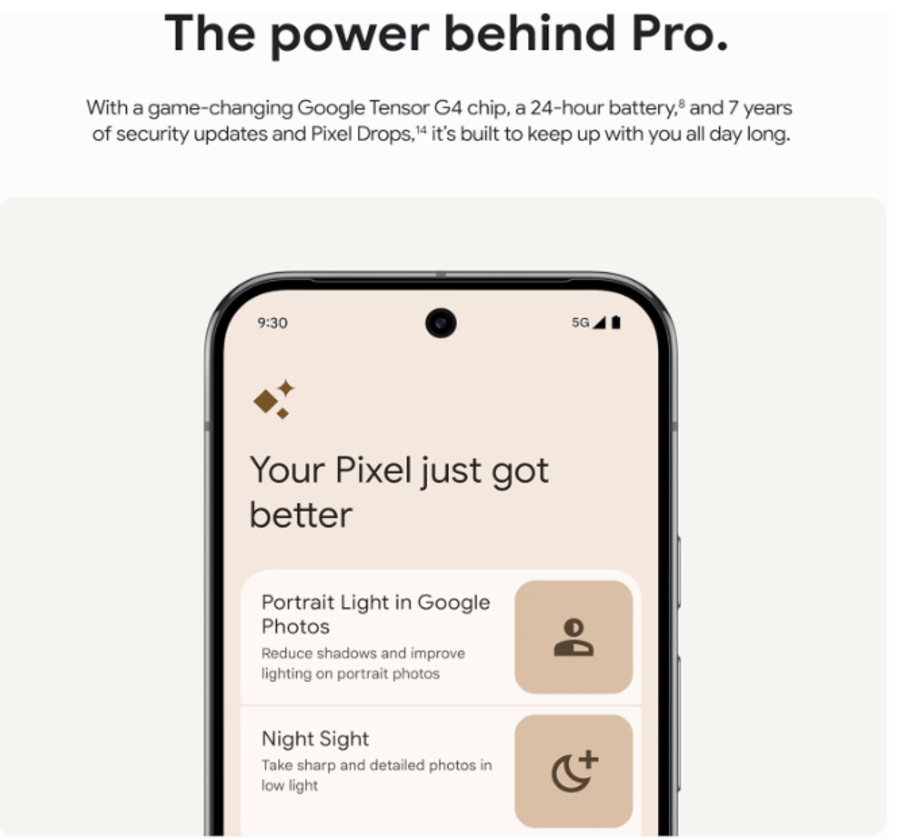 The power behind Pro.
With a game-changing Google Tensor G4 chip, a 24-hour battery,⁸ and 7 years
of security updates and Pixel Drops,¹⁴ it's built to keep up with you all day long.
9:30
5G
Your Pixel just got
better
Portrait Light in Google
Photos
Reduce shadows and improve
lighting on portrait photos
Night Sight
Take sharp and detailed photos in
low light